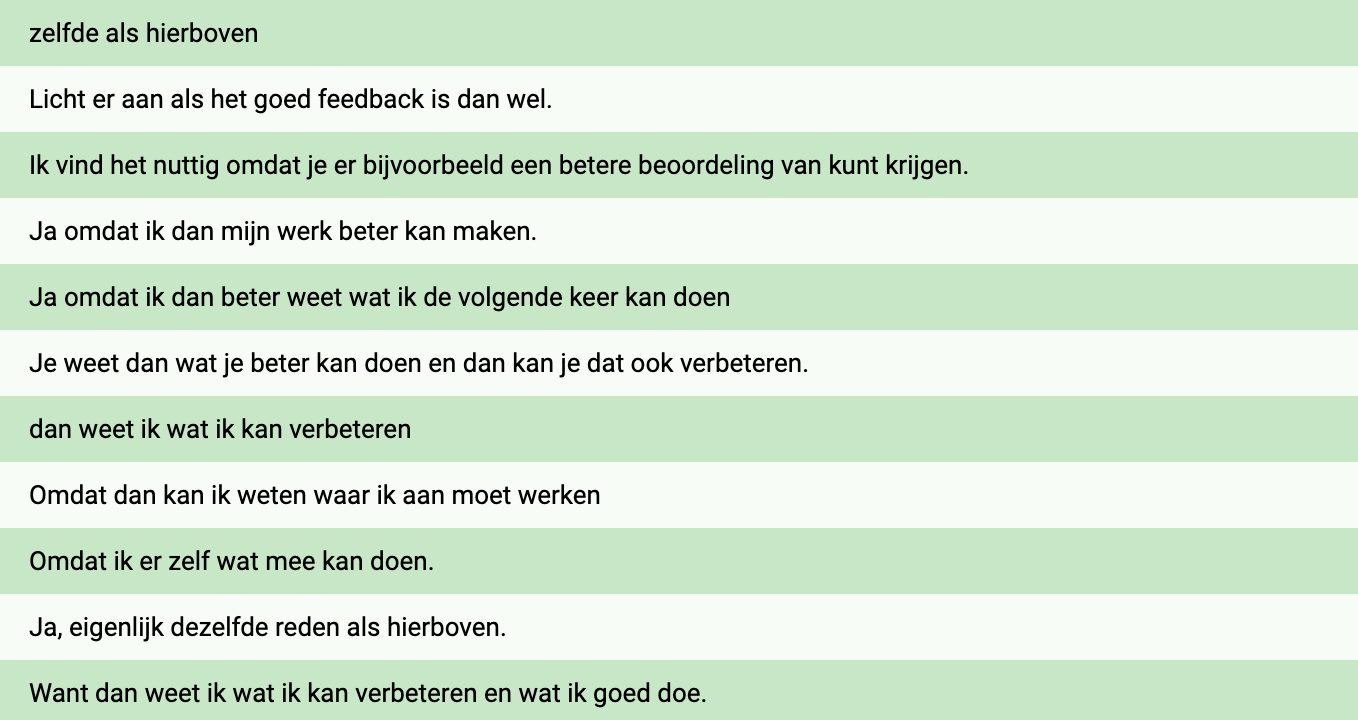 zelfde als hierboven
Licht er aan als het goed feedback is dan wel.
Ik vind het nuttig omdat je er bijvoorbeeld een betere beoordeling van kunt krijgen.
Ja omdat ik dan mijn werk beter kan maken.
Ja omdat ik dan beter weet wat ik de volgende keer kan doen
Je weet dan wat je beter kan doen en dan kan je dat ook verbeteren.
dan weet ik wat ik kan verbeteren
Omdat dan kan ik weten waar ik aan moet werken
Omdat ik er zelf wat mee kan doen.
Ja, eigenlijk dezelfde reden als hierboven.
Want dan weet ik wat ik kan verbeteren en wat ik goed doe.